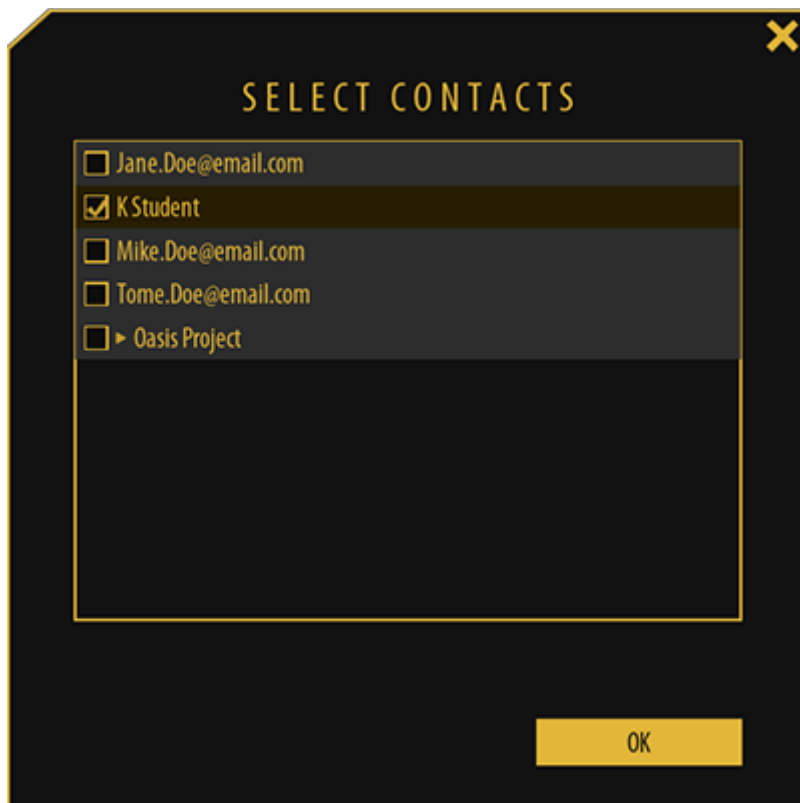 SELECT CONTACTS
Jane.Doe@email.com
K Student
Mike.Doe@email.com
Tome.Doe@email.com
Oasis Project
OK